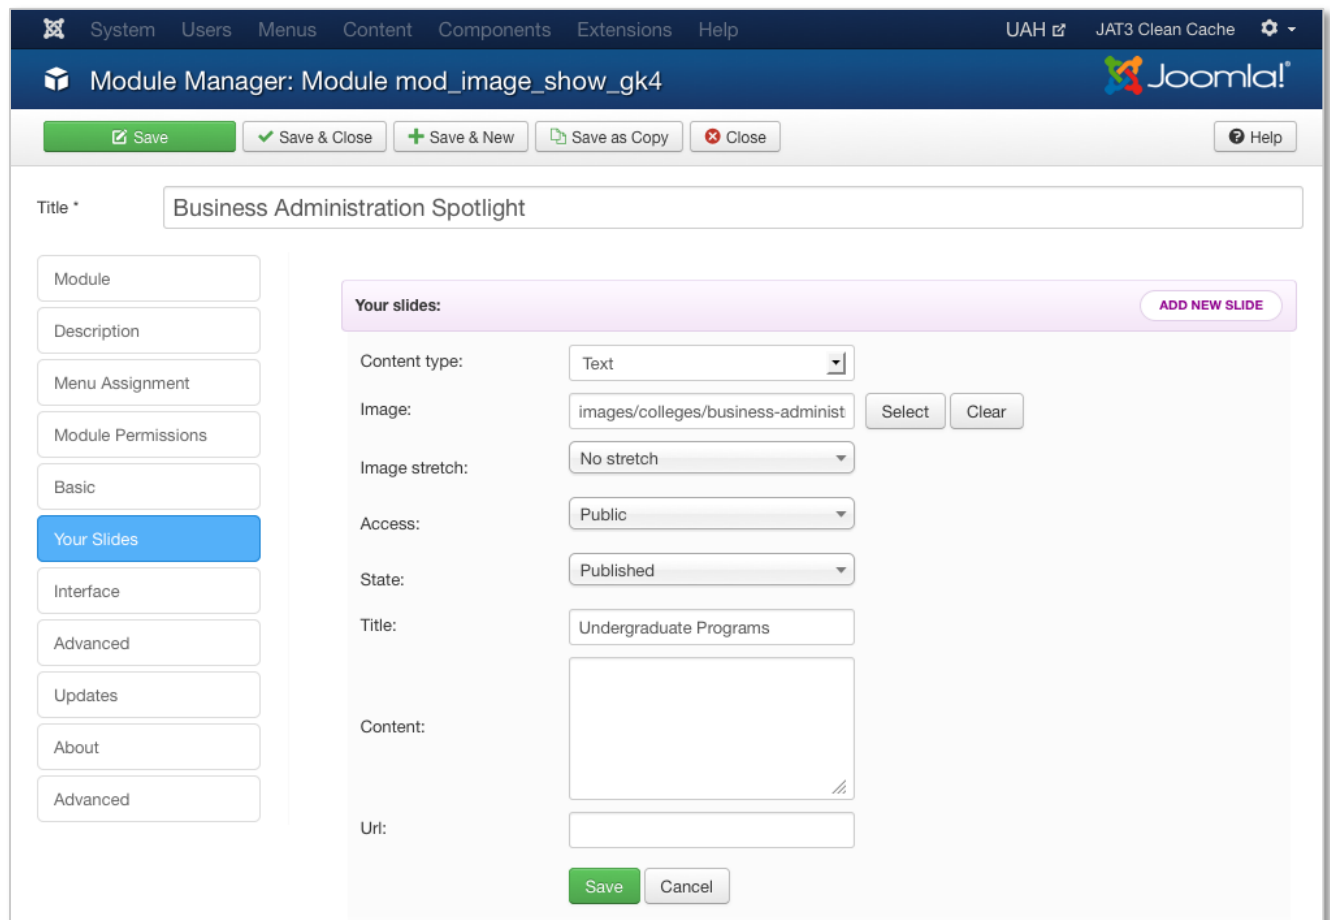 System Users Menus Content Components Extensions Help UAH JAT3 Clean Cache
Module Manager: Module mod_image_show_gk4 Joomla!®
Save Save & Close Save & New Save as Copy Close Help
Title * Business Administration Spotlight
Module
Description
Menu Assignment
Module Permissions
Basic
Your Slides
Interface
Advanced
Updates
About
Advanced
Your slides: ADD NEW SLIDE
Content type: Text
Image: images/colleges/business-administ Select Clear
Image stretch: No stretch
Access: Public
State: Published
Title: Undergraduate Programs
Content:
Url:
Save Cancel